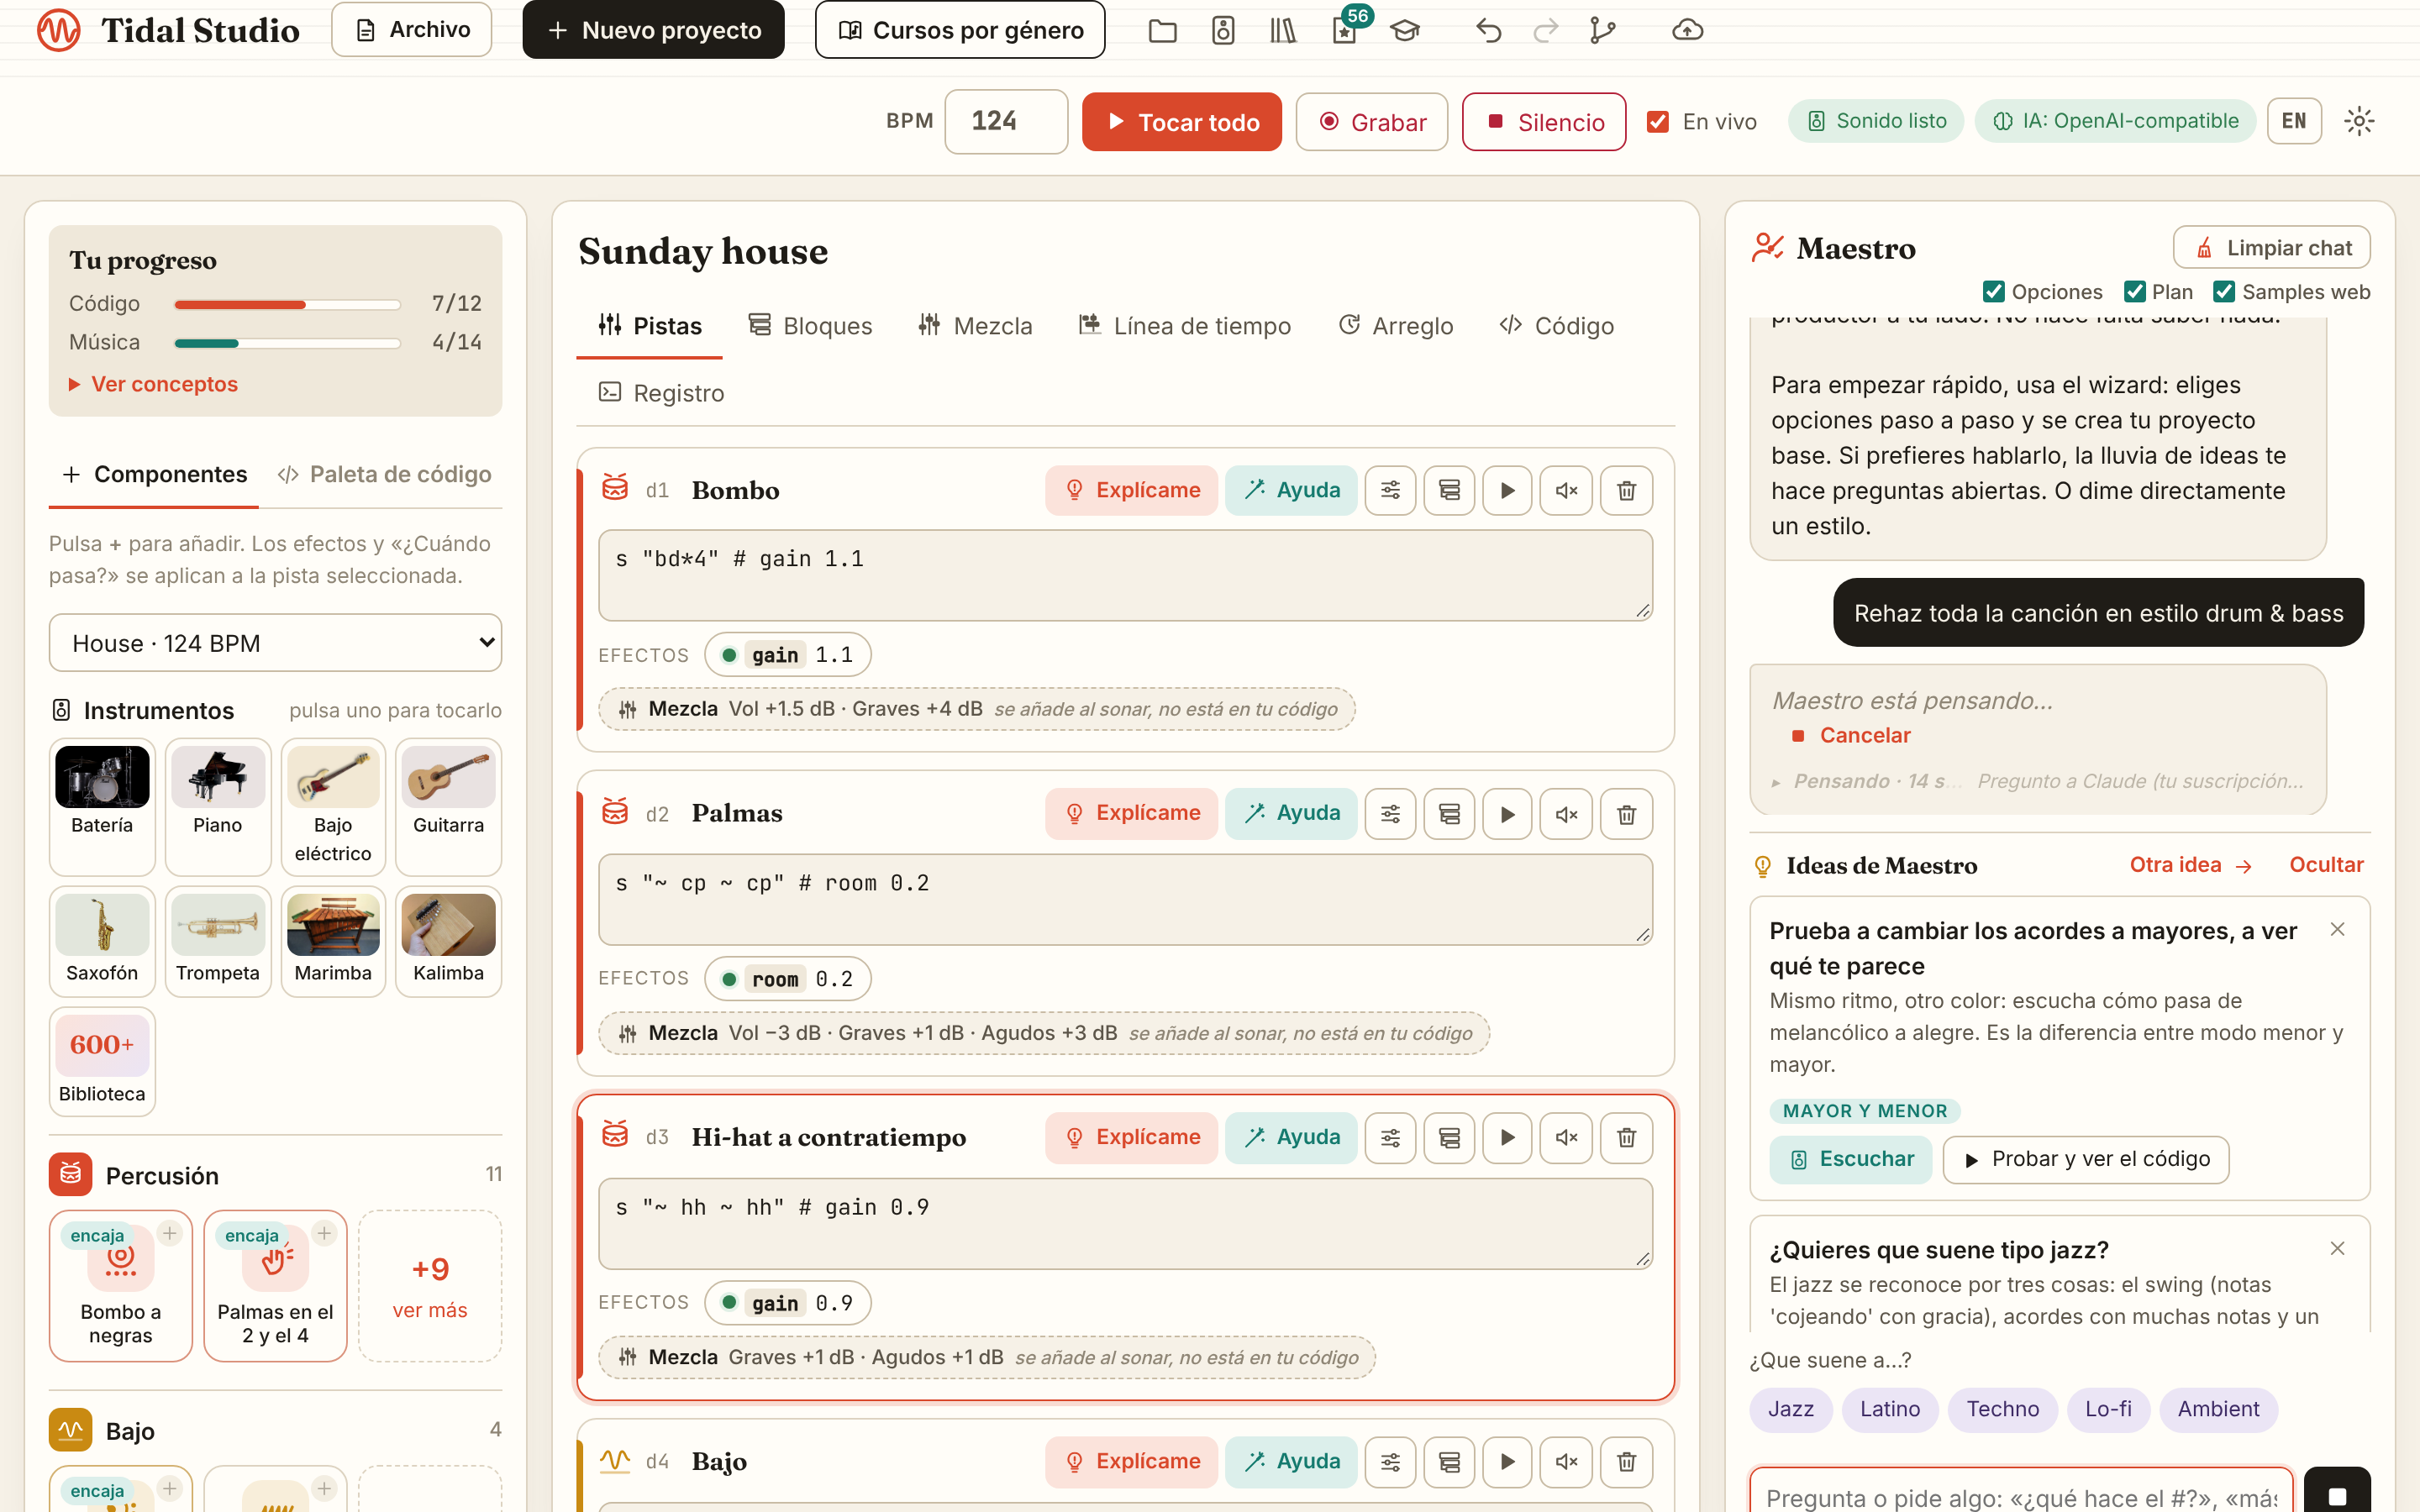 Tidal Studio
Archivo
Nuevo proyecto
Cursos por género
56
BPM
124
Tocar todo
Grabar
Silencio
En vivo
Sonido listo
IA: OpenAI-compatible
EN
Tu progreso
Código
7/12
Música
4/14
Ver conceptos
Componentes
Paleta de código
Pulsa + para añadir. Los efectos y «¿Cuándo
pasa?» se aplican a la pista seleccionada.
House · 124 BPM
Instrumentos
pulsa uno para tocarlo
Batería
Piano
Bajo
eléctrico
Guitarra
Saxofón
Trompeta
Marimba
Kalimba
600+
Biblioteca
Percusión
11
encaja
Bombo a
negras
encaja
Palmas en el
2 y el 4
+9
ver más
Bajo
4
encaja
Sunday house
Pistas
Bloques
Mezcla
Línea de tiempo
Arreglo
Código
Registro
d1 Bombo
Explícame
Ayuda
s "bd*4" # gain 1.1
EFECTOS
gain 1.1
Mezcla Vol +1.5 dB · Graves +4 dB se añade al sonar, no está en tu código
d2 Palmas
Explícame
Ayuda
s "~ cp ~ cp" # room 0.2
EFECTOS
room 0.2
Mezcla Vol −3 dB · Graves +1 dB · Agudos +3 dB se añade al sonar, no está en tu código
d3 Hi-hat a contratiempo
Explícame
Ayuda
s "~ hh ~ hh" # gain 0.9
EFECTOS
gain 0.9
Mezcla Graves +1 dB · Agudos +1 dB se añade al sonar, no está en tu código
d4 Bajo
Explícame
Ayuda
Maestro
Limpiar chat
Opciones
Plan
Samples web
productor a tu lado. No hace falta saber nada.
Para empezar rápido, usa el wizard: eliges
opciones paso a paso y se crea tu proyecto
base. Si prefieres hablarlo, la lluvia de ideas te
hace preguntas abiertas. O dime directamente
un estilo.
Rehaz toda la canción en estilo drum & bass
Maestro está pensando...
Cancelar
Pensando · 14 s... Pregunto a Claude (tu suscripción...
Ideas de Maestro
Otra idea →
Ocultar
Prueba a cambiar los acordes a mayores, a ver
qué te parece
Mismo ritmo, otro color: escucha cómo pasa de
melancólico a alegre. Es la diferencia entre modo menor y
mayor.
MAYOR Y MENOR
Escuchar
Probar y ver el código
¿Quieres que suene tipo jazz?
El jazz se reconoce por tres cosas: el swing (notas
'cojeando' con gracia), acordes con muchas notas y un
¿Que suene a...?
Jazz
Latino
Techno
Lo-fi
Ambient
Pregunta o pide algo: «¿qué hace el #?», «más